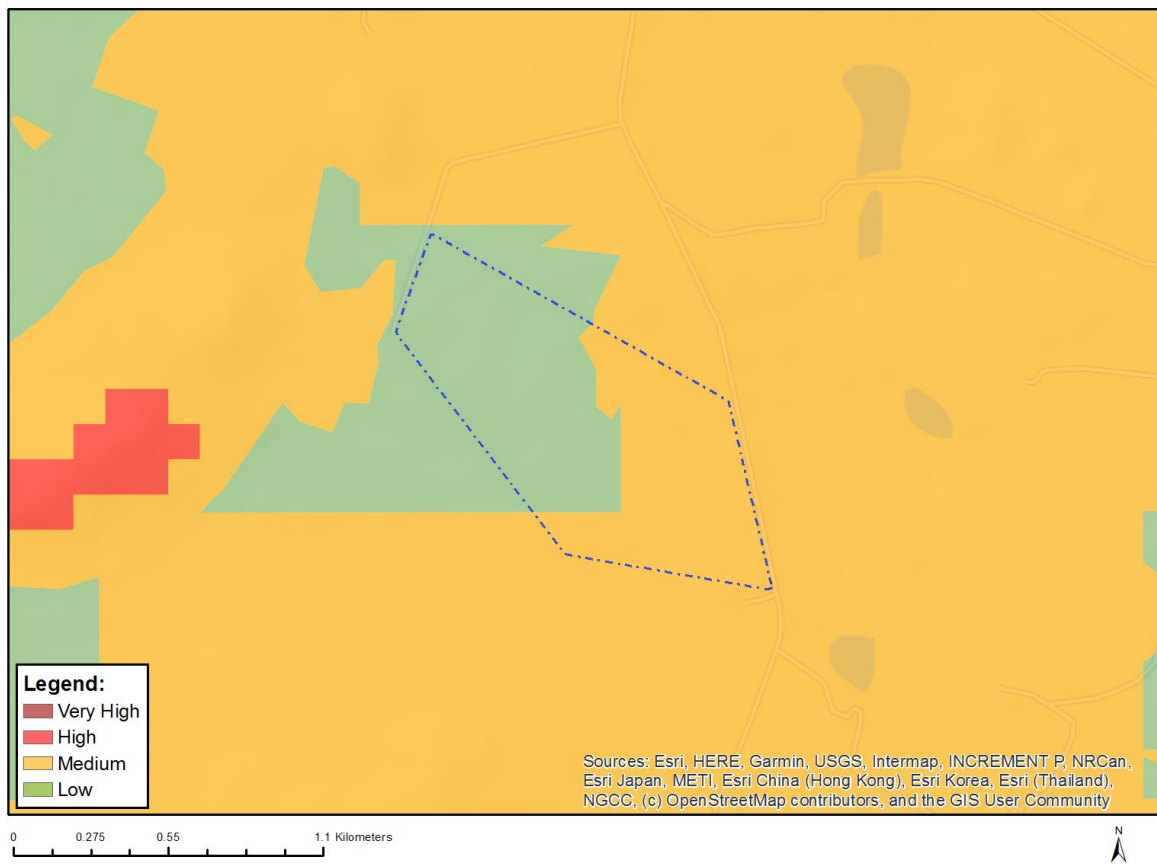 Legend:
Very High
High
Medium
Low
Sources: Esri, HERE, Garmin, USGS, Intermap, INCREMENT P, NRCan,
Esri Japan, METI, Esri China (Hong Kong), Esri Korea, Esri (Thailand),
NGCC, (c) OpenStreetMap contributors, and the GIS User Community
0 0.275 0.55 1.1 Kilometers
N